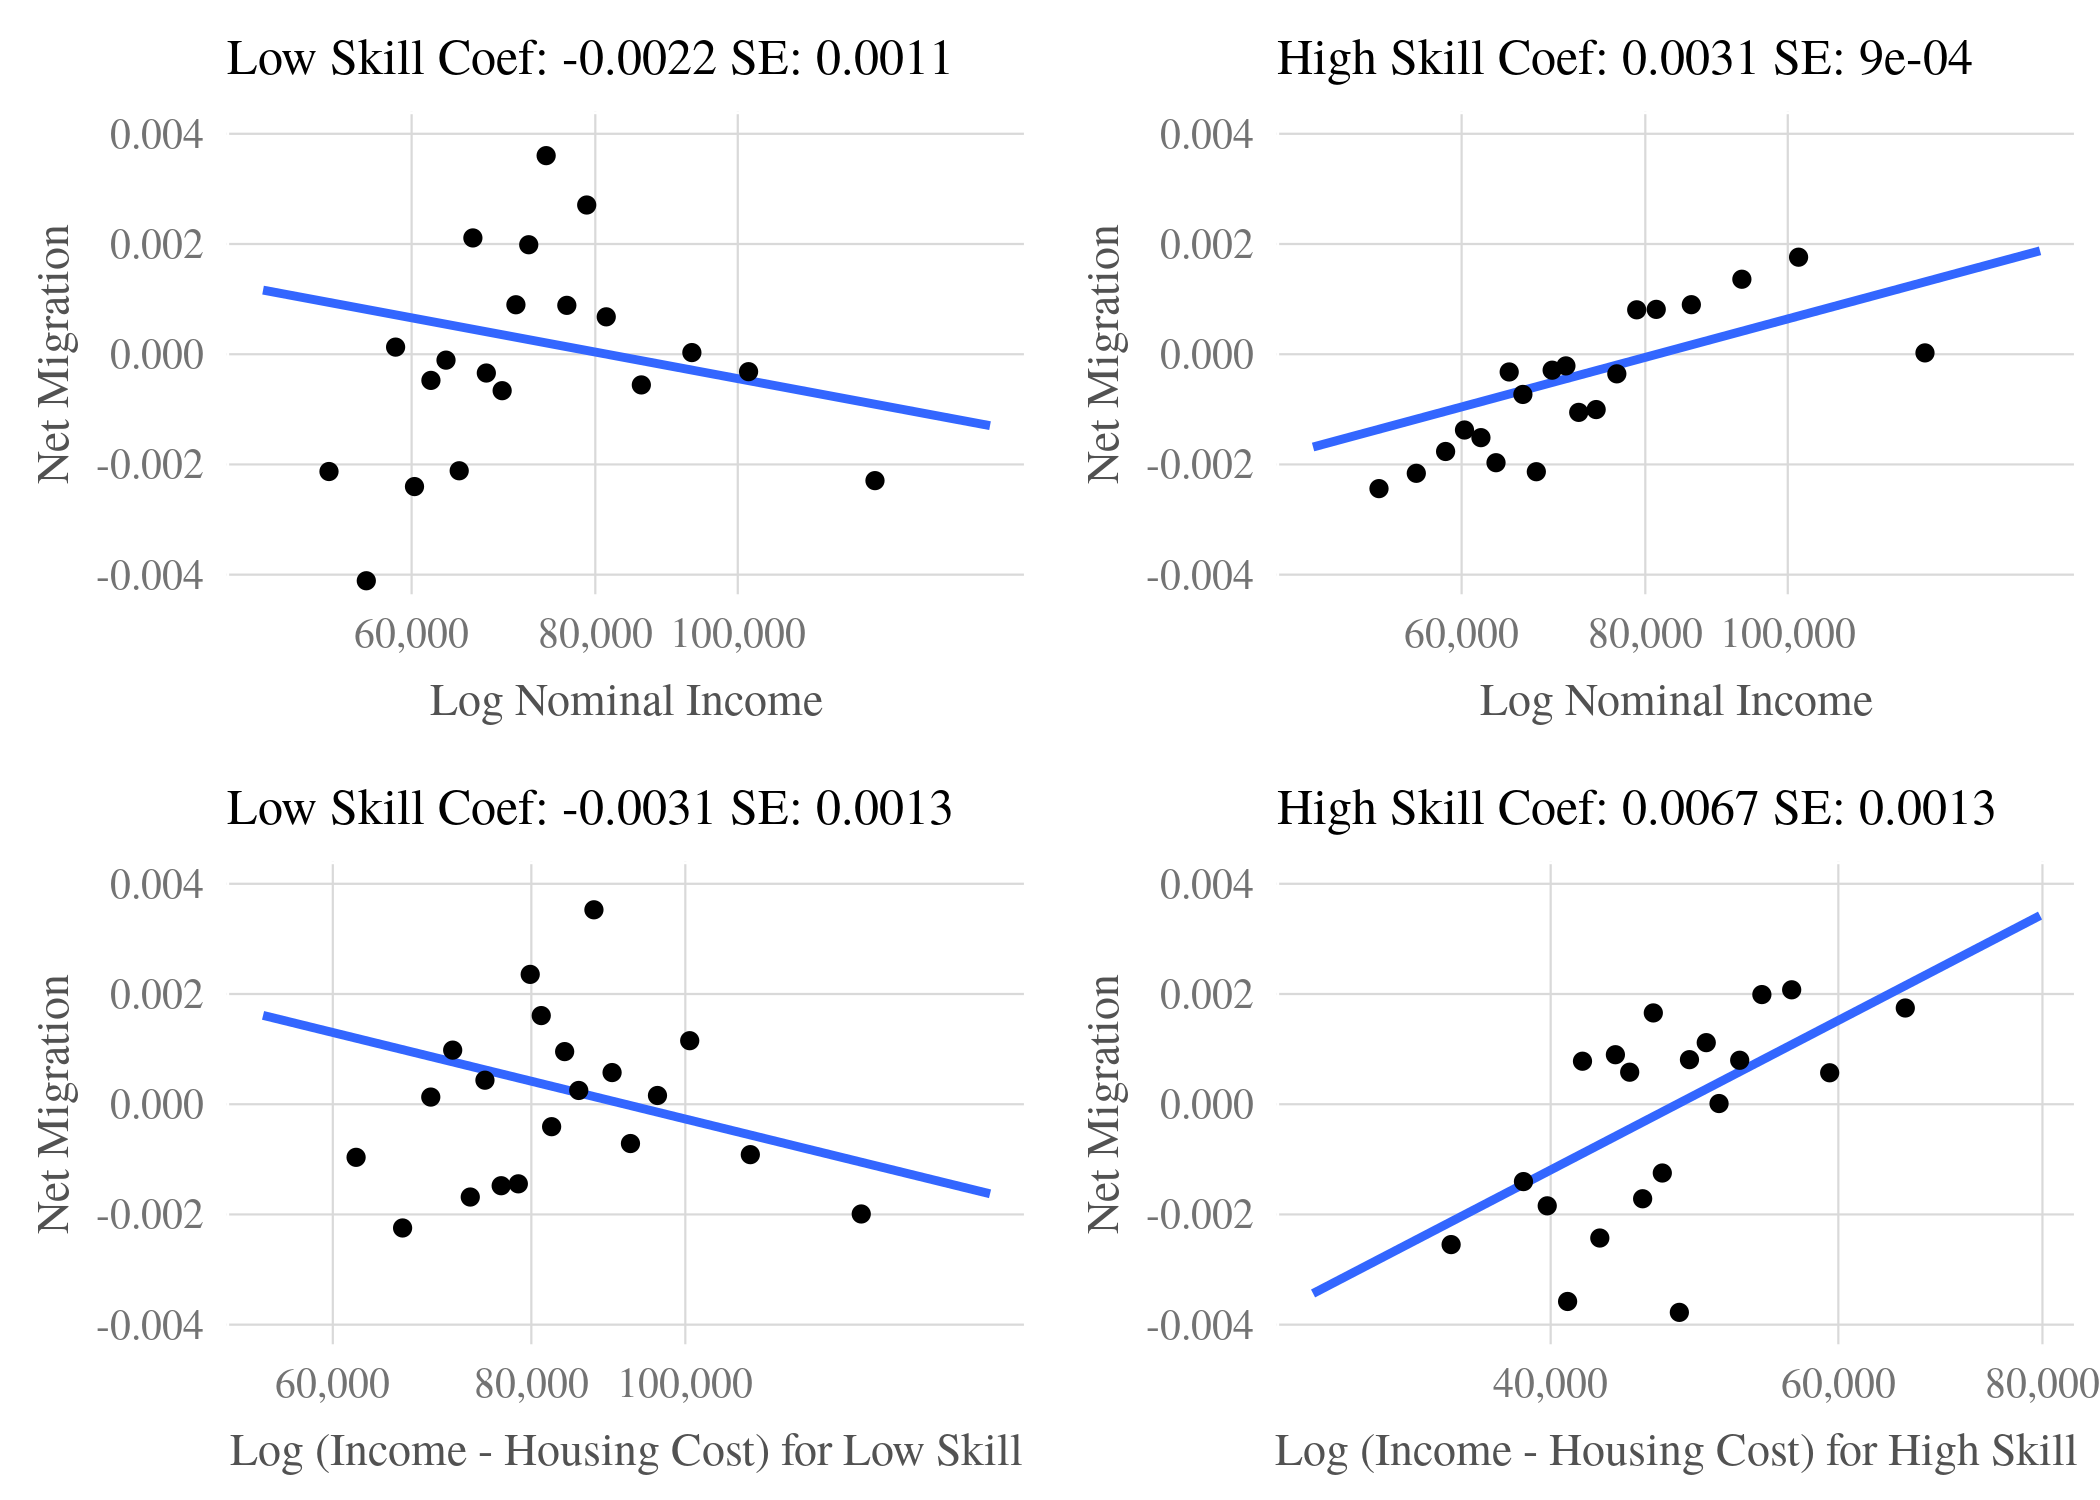 Low Skill Coef: -0.0022 SE: 0.0011
Net Migration
0.004
0.002
0.000
-0.002
-0.004
60,000 80,000 100,000
Log Nominal Income
High Skill Coef: 0.0031 SE: 9e-04
Net Migration
0.004
0.002
0.000
-0.002
-0.004
60,000 80,000 100,000
Log Nominal Income
Low Skill Coef: -0.0031 SE: 0.0013
Net Migration
0.004
0.002
0.000
-0.002
-0.004
60,000 80,000 100,000
Log (Income - Housing Cost) for Low Skill
High Skill Coef: 0.0067 SE: 0.0013
Net Migration
0.004
0.002
0.000
-0.002
-0.004
40,000 60,000 80,000
Log (Income - Housing Cost) for High Skill